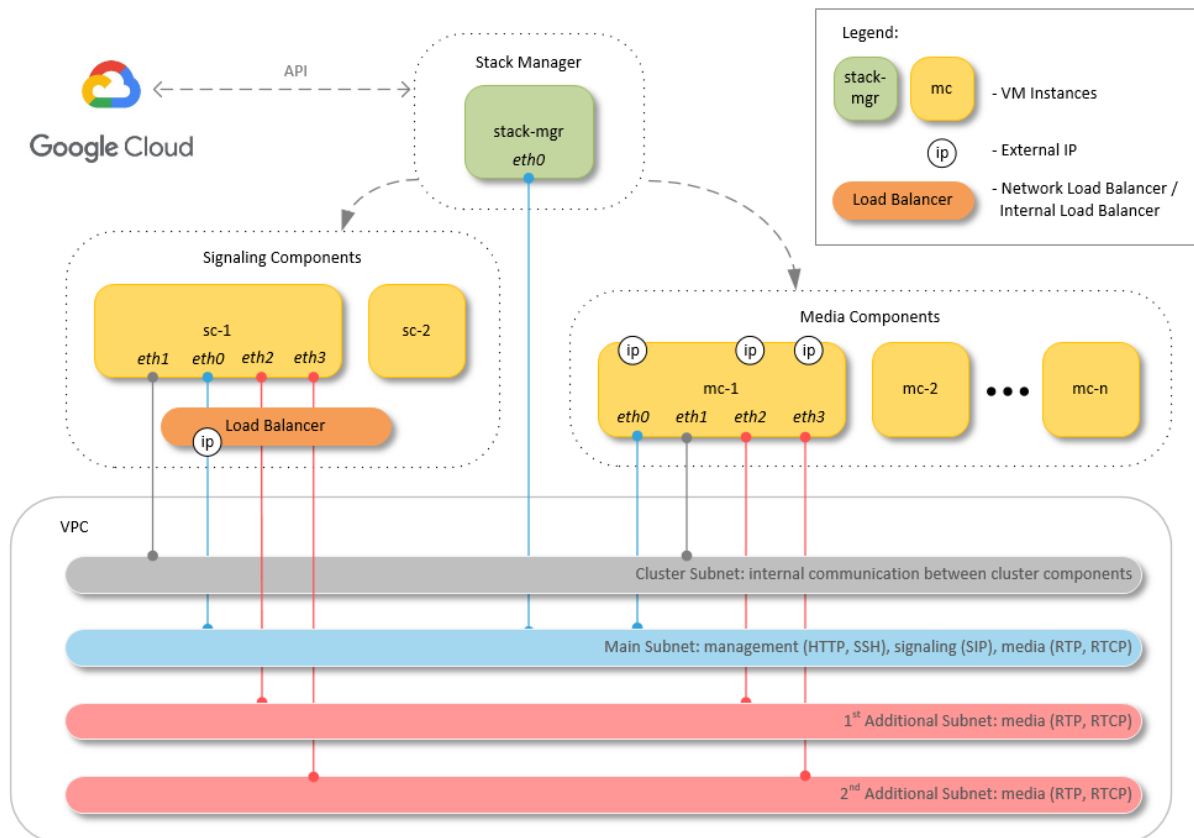 API
Google Cloud
Stack Manager
stack-mgr
eth0
Legend:
stack-
mgr
mc
- VM Instances
ip
- External IP
Load Balancer
- Network Load Balancer /
Internal Load Balancer
Signaling Components
sc-1
eth1 eth0 eth2 eth3
sc-2
Load Balancer
ip
Media Components
ip ip ip
mc-1
eth0 eth1 eth2 eth3
mc-2
mc-n
VPC
Cluster Subnet: internal communication between cluster components
Main Subnet: management (HTTP, SSH), signaling (SIP), media (RTP, RTCP)
1st Additional Subnet: media (RTP, RTCP)
2nd Additional Subnet: media (RTP, RTCP)